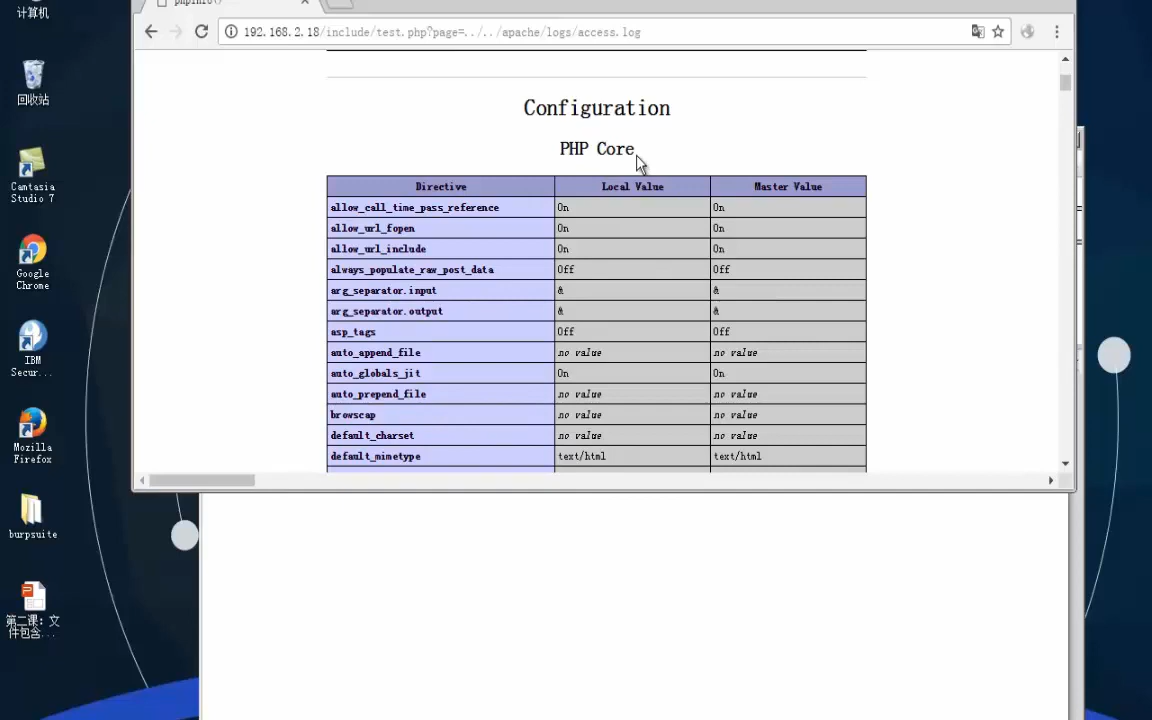 phpinfo()
计算机
192.168.2.18/include/test.php?page=../../apache/logs/access.log
回收站
Camtasia
Studio 7
Google
Chrome
IBM
Secur...
Mozilla
Firefox
burpsuite
第二课：文
件包含...
Configuration
PHP Core
Directive Local Value Master Value
allow_call_time_pass_reference On On
allow_url_fopen On On
allow_url_include On On
always_populate_raw_post_data Off Off
arg_separator.input & &
arg_separator.output & &
asp_tags Off Off
auto_append_file no value no value
auto_globals_jit On On
auto_prepend_file no value no value
browscap no value no value
default_charset no value no value
default_mimetype text/html text/html